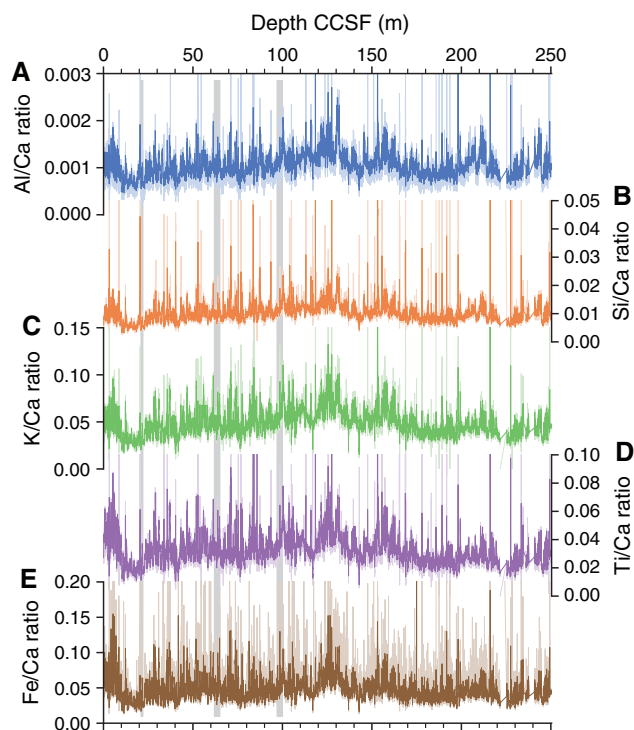 Depth CCSF (m)
0 50 100 150 200 250
A
0.003
0.002
0.001
0.000
Al/Ca ratio
B
0.05
0.04
0.03
0.02
0.01
0.00
Si/Ca ratio
C
0.15
0.10
0.05
0.00
K/Ca ratio
D
0.10
0.08
0.06
0.04
0.02
0.00
Ti/Ca ratio
E
0.20
0.15
0.10
0.05
0.00
Fe/Ca ratio